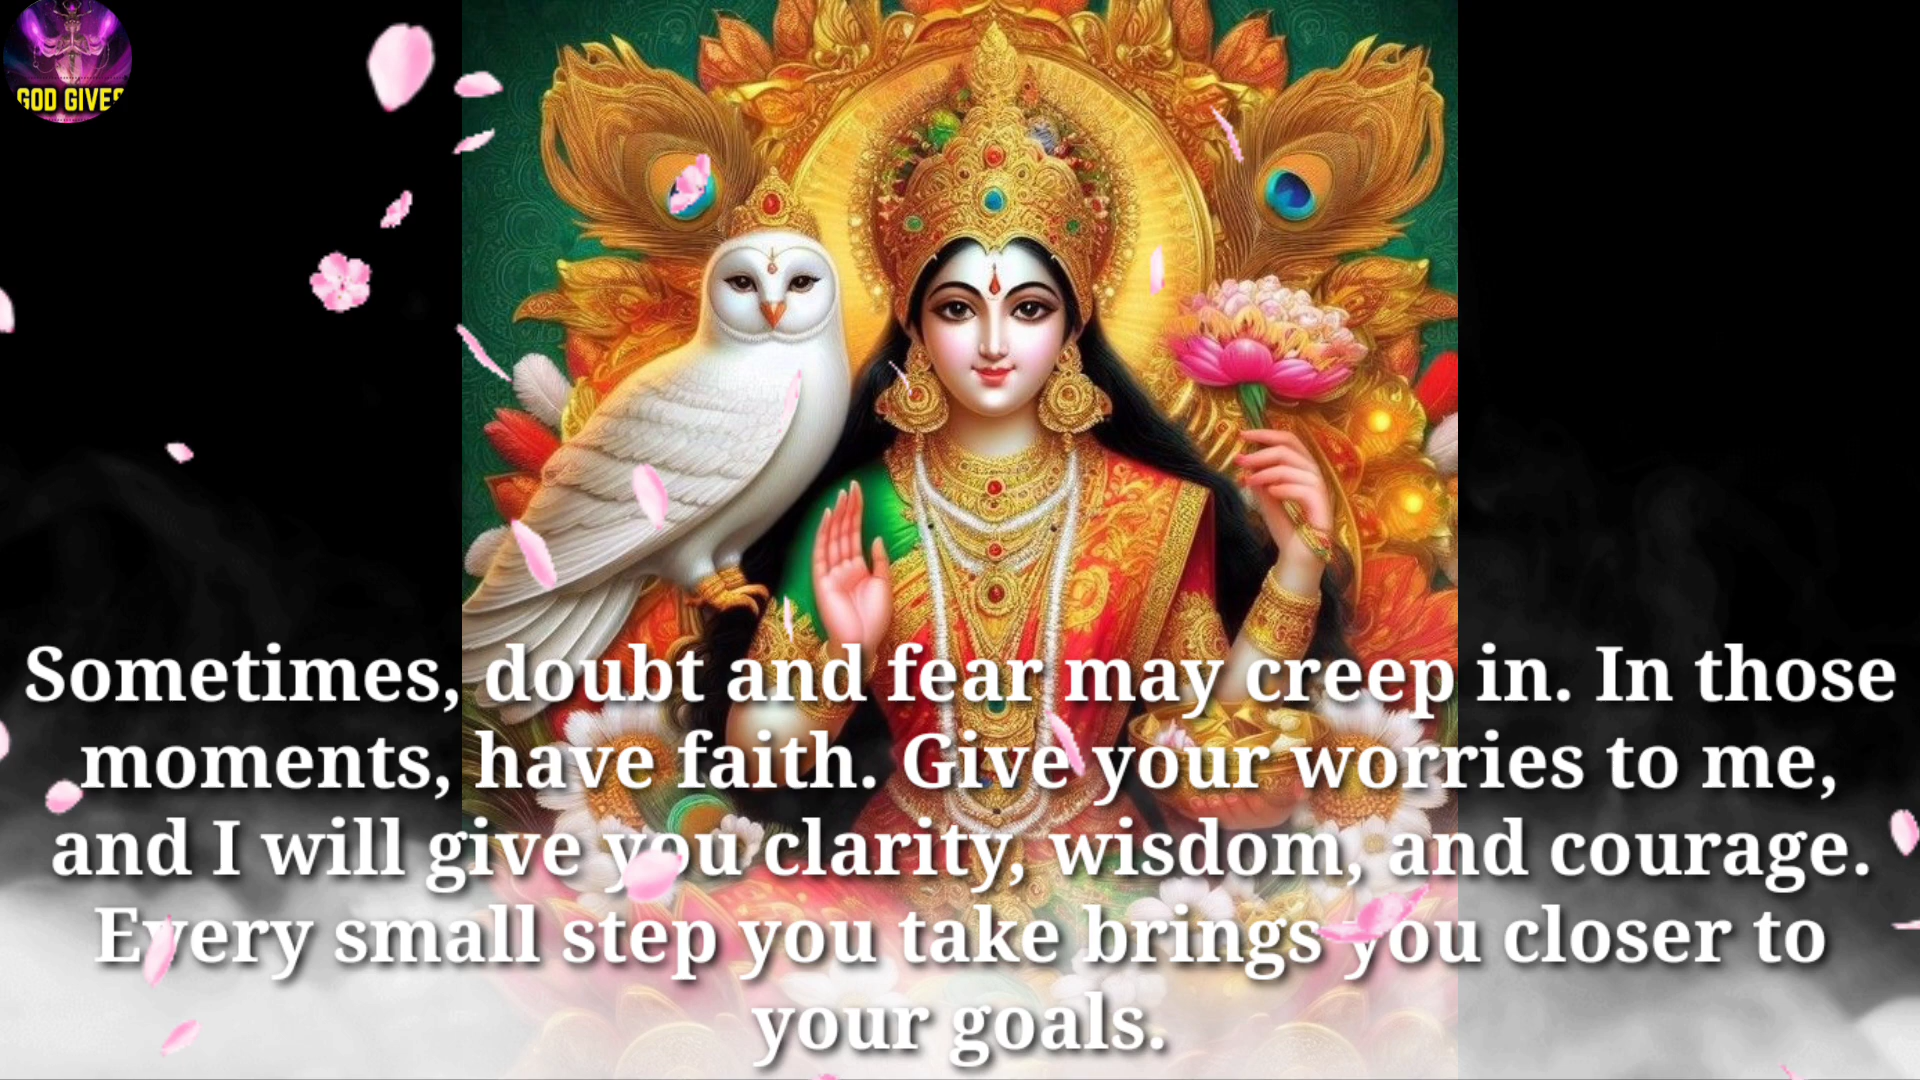 GOD GIVES
Sometimes, doubt and fear may creep in. In those
moments, have faith. Give your worries to me,
and I will give you clarity, wisdom, and courage.
Every small step you take brings you closer to
your goals.